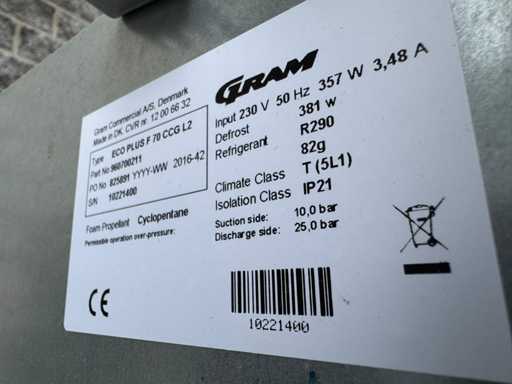 GRAM
Gram Commercial A/S, Denmark
Made in DK. CVR nr. 12 00 66 32
Type ECO PLUS F 70 CCG L2
Part No 960700211
PO No 825891 YYYY-WW 2016-42
S/N 10221400
Foam Propellant Cyclopentane
Permissible operation over-pressure:
Input 230 V 50 Hz 357 W 3,48 A
Defrost 381 w
Refrigerant R290
82g
Climate Class T (5L1)
Isolation Class IP21
Suction side: 10,0 bar
Discharge side: 25,0 bar
CE
10221400